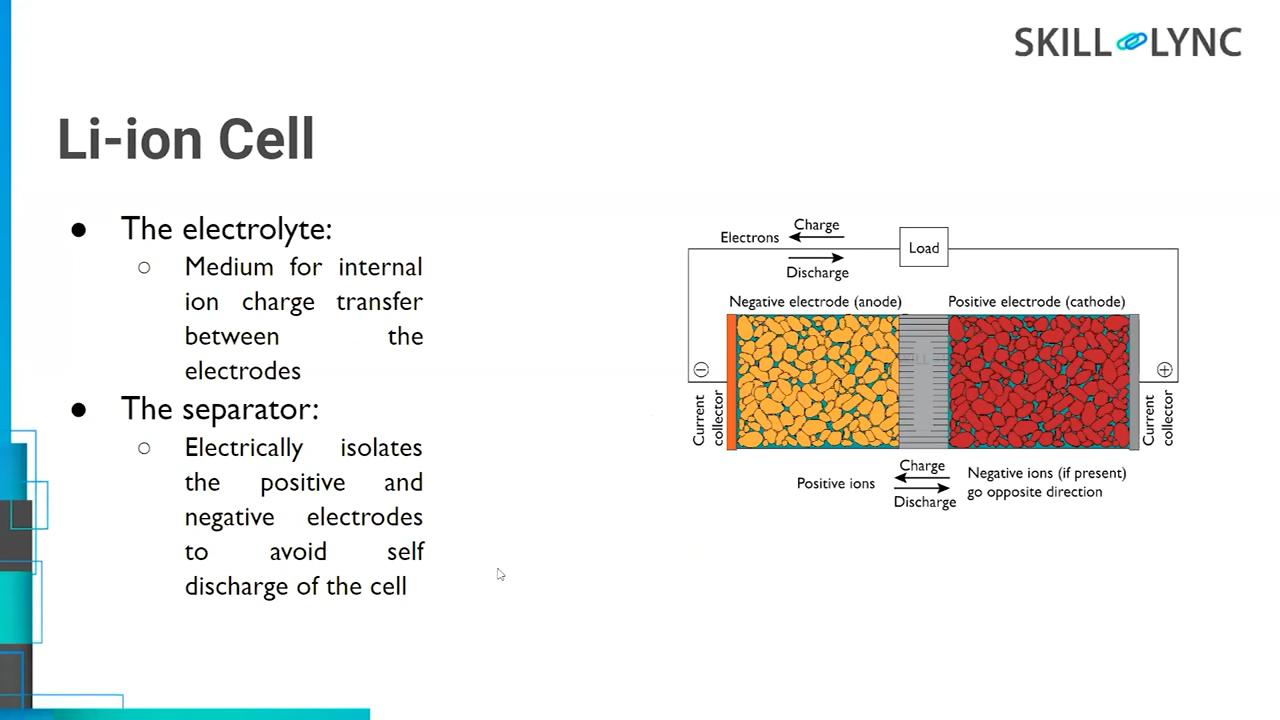 SKILL LYNC
Li-ion Cell
● The electrolyte:
○ Medium for internal
ion charge transfer
between the
electrodes
● The separator:
○ Electrically isolates
the positive and
negative electrodes
to avoid self
discharge of the cell
Charge
Electrons
Load
Discharge
Negative electrode (anode)
Positive electrode (cathode)
−
+
Current
collector
Current
collector
Charge
Positive ions
Discharge
Negative ions (if present)
go opposite direction